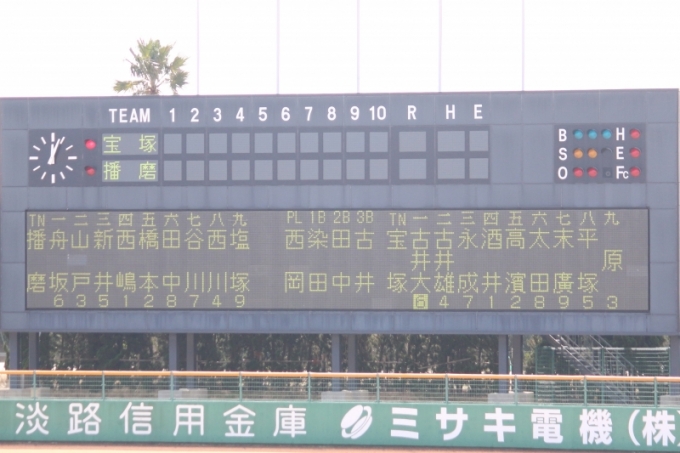 TEAM 1 2 3 4 5 6 7 8 9 10 R H E
宝塚
播磨
B H
S E
O Fc
TN 一 二 三 四 五 六 七 八 九 PL 1B 2B 3B TN 一 二 三 四 五 六 七 八 九
播 舟 山 新 西 橋 田 谷 西 塩 西 染 田 古 宝 古 古 永 酒 高 太 末 平
井 井 原
磨 坂 戸 井 嶋 本 中 川 川 塚 岡 田 中 井 塚 大 雄 成 井 濱 田 廣 塚
6 3 5 1 2 8 7 4 9 6 4 7 1 2 8 9 5 3
淡路信用金庫 ミサキ電機(株)